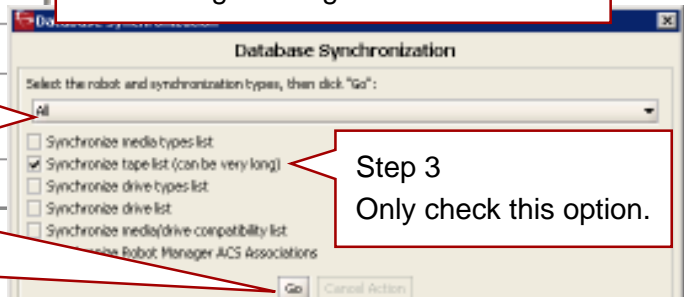 Database Synchronization
Database Synchronization
Select the robot and synchronization types, then click "Go":
All
Synchronize media types list
Synchronize tape list (can be very long)
Synchronize drive types list
Synchronize drive list
Synchronize media/drive compatibility list
Robot Manager ACS Associations
Step 3
Only check this option.
Go
Cancel Action